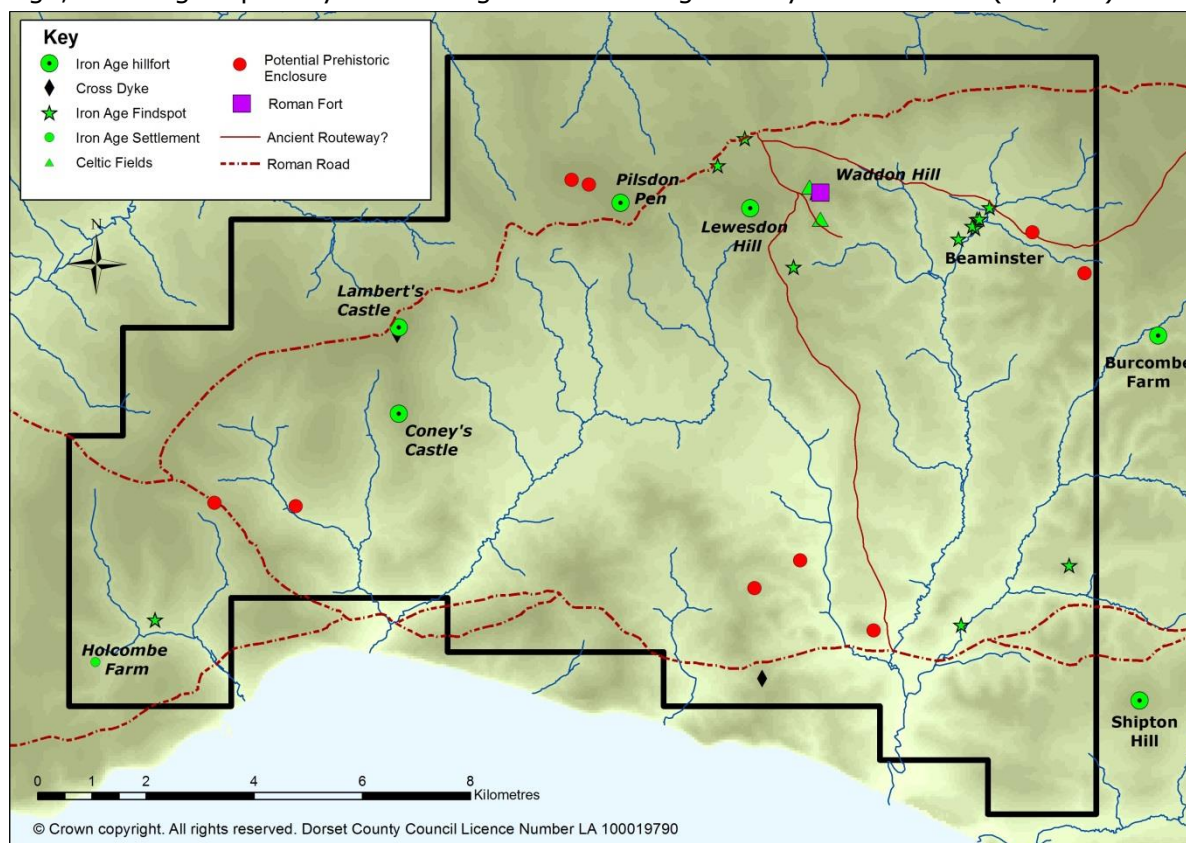 Key
Iron Age hillfort
Cross Dyke
Iron Age Findspot
Iron Age Settlement
Celtic Fields
Potential Prehistoric
Enclosure
Roman Fort
Ancient Routeway?
Roman Road
N
Pilsdon
Pen
Waddon Hill
Lewesdon
Hill
Beaminster
Lambert's
Castle
Burcombe
Farm
Coney's
Castle
Holcombe
Farm
Shipton
Hill
0 1 2 4 6 8
Kilometres
© Crown copyright. All rights reserved. Dorset County Council Licence Number LA 100019790